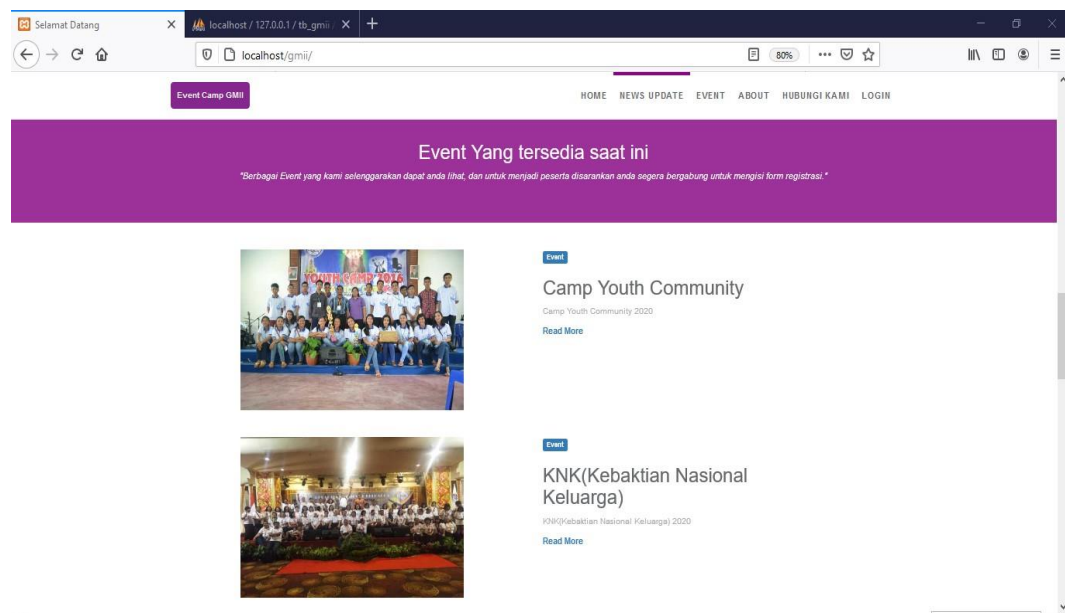 Selamat Datang
localhost / 127.0.0.1 / tb_gmii /
localhost/gmii/
80%
Event Camp GMII
HOME NEWS UPDATE EVENT ABOUT HUBUNGI KAMI LOGIN
Event Yang tersedia saat ini
"Berbagai Event yang kami selenggarakan dapat anda lihat, dan untuk menjadi peserta disarankan anda segera bergabung untuk mengisi form registrasi."
YOUTH CAMP 2016
Event
Camp Youth Community
Camp Youth Community 2020
Read More
Event
KNK(Kebaktian Nasional
Keluarga)
KNK(Kebaktian Nasional Keluarga) 2020
Read More